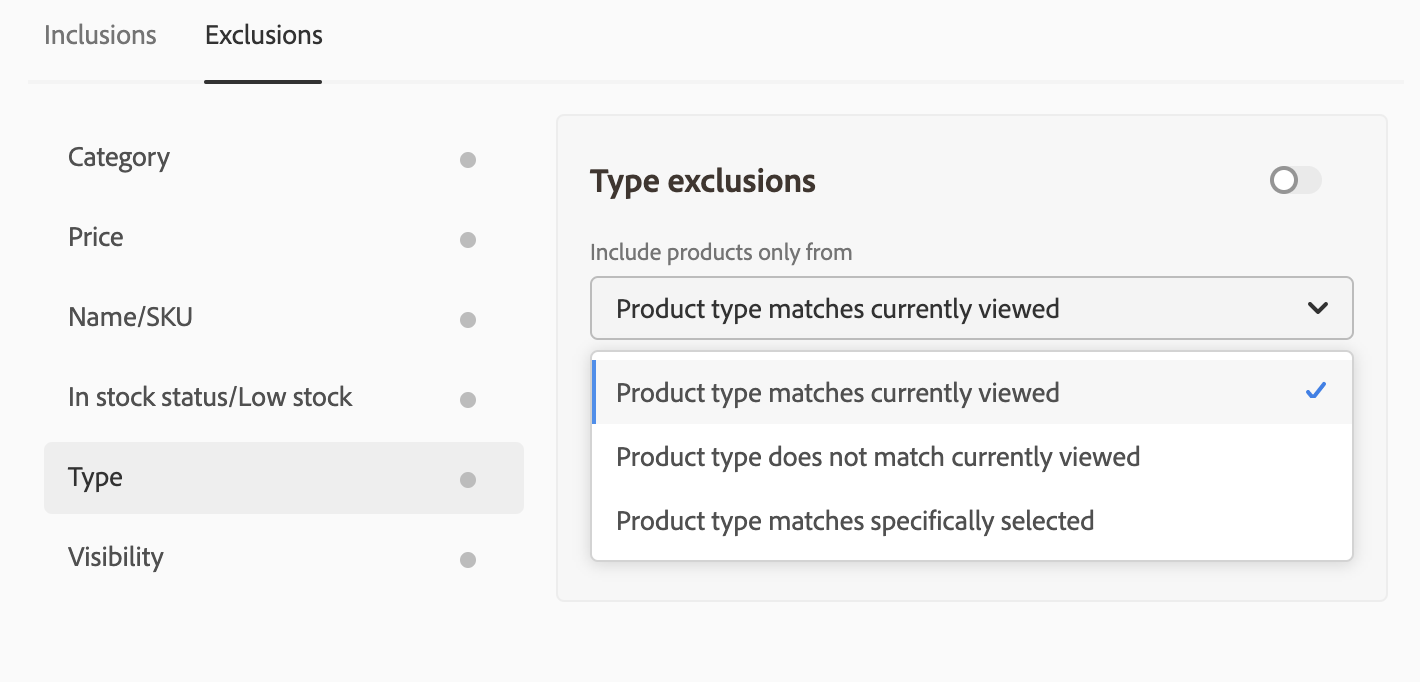 Inclusions Exclusions
Category
Price
Name/SKU
In stock status/Low stock
Type
Visibility
Type exclusions
Include products only from
Product type matches currently viewed
Product type matches currently viewed
Product type does not match currently viewed
Product type matches specifically selected